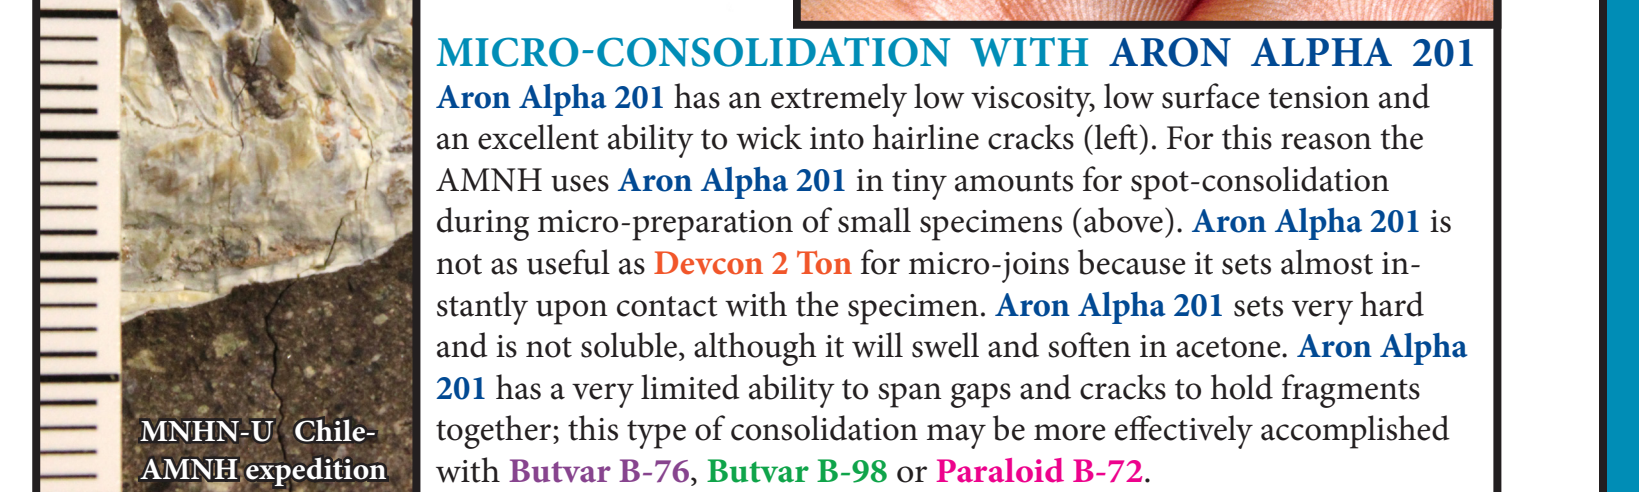 MICRO-CONSOLIDATION WITH ARON ALPHA 201
Aron Alpha 201 has an extremely low viscosity, low surface tension and
an excellent ability to wick into hairline cracks (left). For this reason the
AMNH uses Aron Alpha 201 in tiny amounts for spot-consolidation
during micro-preparation of small specimens (above). Aron Alpha 201 is
not as useful as Devcon 2 Ton for micro-joins because it sets almost in-
stantly upon contact with the specimen. Aron Alpha 201 sets very hard
and is not soluble, although it will swell and soften in acetone. Aron Alpha
201 has a very limited ability to span gaps and cracks to hold fragments
together; this type of consolidation may be more effectively accomplished
with Butvar B-76, Butvar B-98 or Paraloid B-72.
MNHN-U Chile-
AMNH expedition